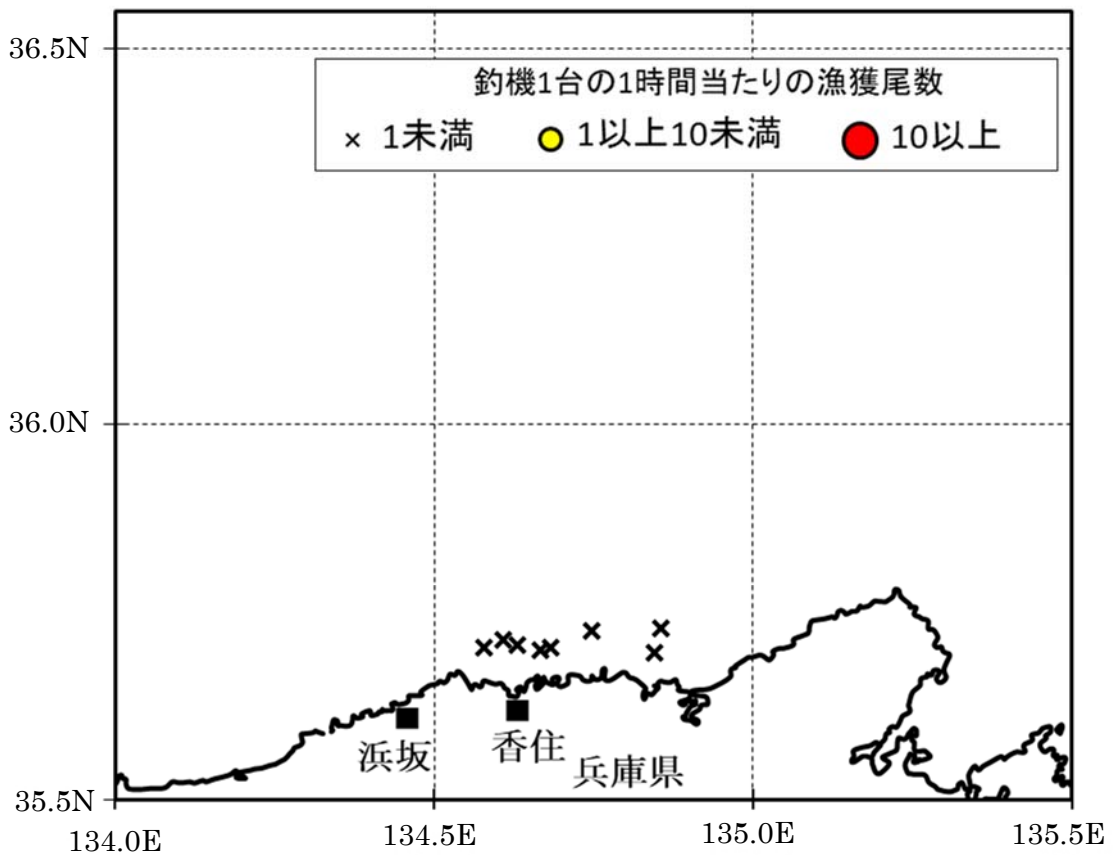 36.5N
釣機1台の1時間当たりの漁獲尾数
× 1未満 1以上10未満 10以上
36.0N
浜坂
香住
兵庫県
35.5N
134.0E 134.5E 135.0E 135.5E